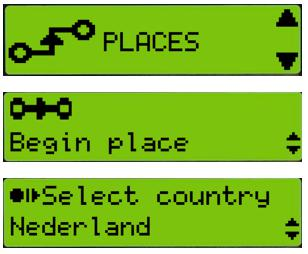 PLACES
Begin place
Select country
Nederland